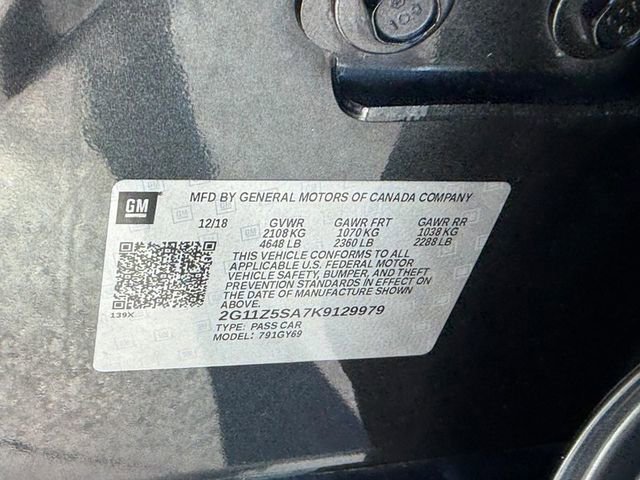 103
GM
MFD BY GENERAL MOTORS OF CANADA COMPANY
12/18 GVWR GAWR FRT GAWR RR
2108 KG 1070 KG 1038 KG
4648 LB 2360 LB 2288 LB
THIS VEHICLE CONFORMS TO ALL
APPLICABLE U.S. FEDERAL MOTOR
VEHICLE SAFETY, BUMPER, AND THEFT
PREVENTION STANDARDS IN EFFECT ON
THE DATE OF MANUFACTURE SHOWN
ABOVE.
139X 2G11Z5SA7K9129979
TYPE: PASS CAR
MODEL: 791GY69